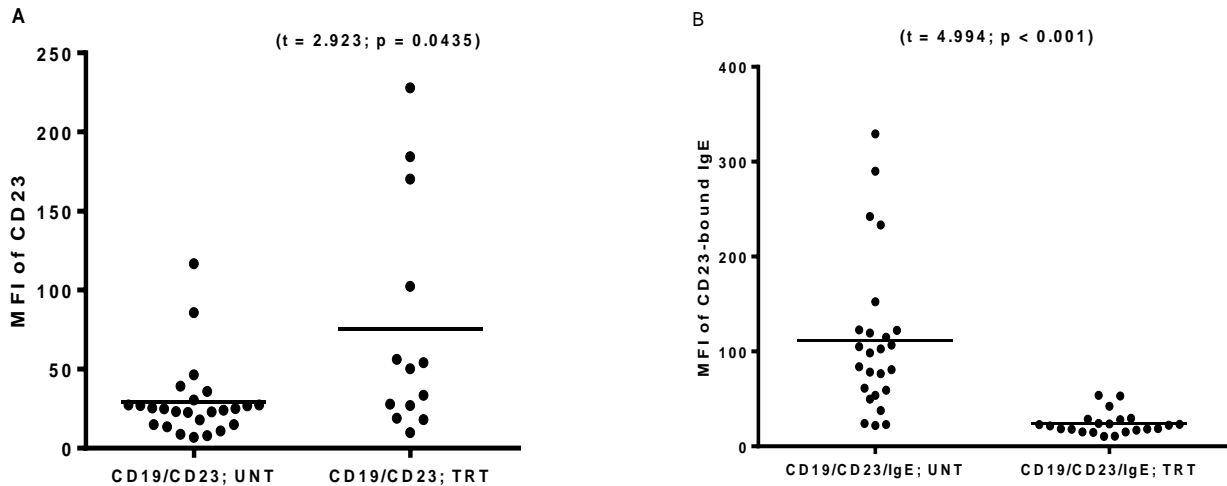 A
(t = 2.923; p = 0.0435)
MFI of CD23
250
200
150
100
50
0
CD19/CD23; UNT
CD19/CD23; TRT
B
(t = 4.994; p < 0.001)
MFI of CD23-bound IgE
400
300
200
100
0
CD19/CD23/IgE; UNT
CD19/CD23/IgE; TRT